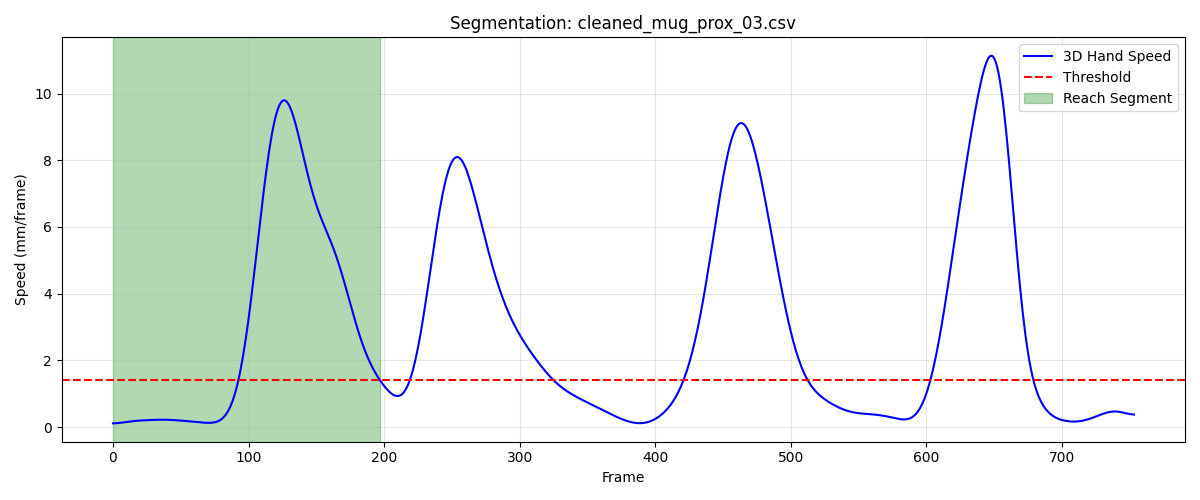 Segmentation: cleaned_mug_prox_03.csv
3D Hand Speed
Threshold
Reach Segment
Speed (mm/frame)
10
8
6
4
2
0
0 100 200 300 400 500 600 700
Frame